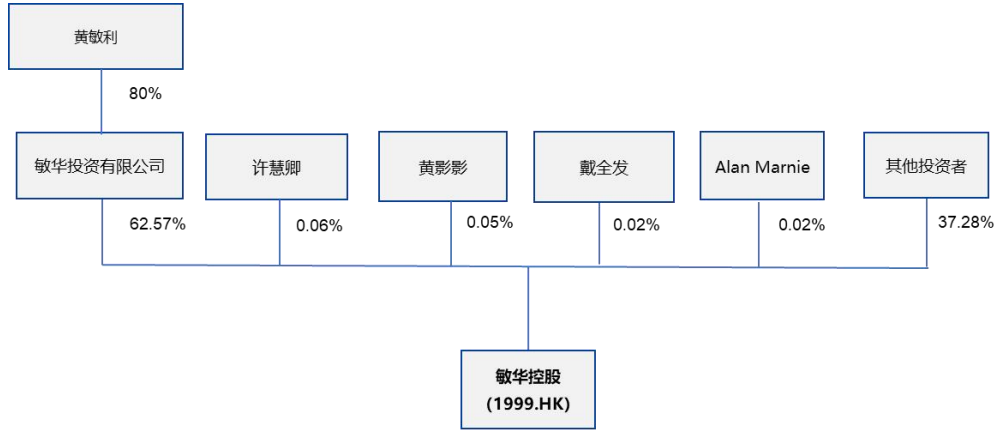 黄敏利
80%
敏华投资有限公司
许慧卿
黄影影
戴全发
Alan Marnie
其他投资者
62.57%
0.06%
0.05%
0.02%
0.02%
37.28%
敏华控股
(1999.HK)